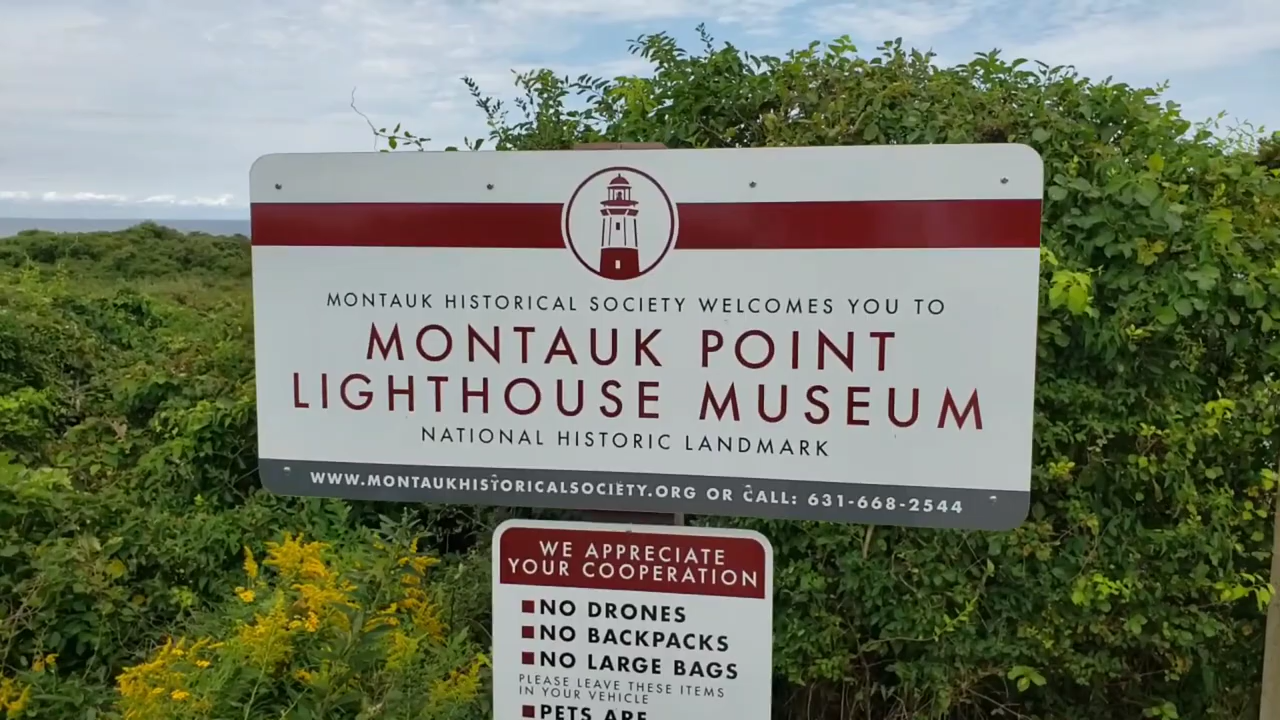 MONTAUK HISTORICAL SOCIETY WELCOMES YOU TO
MONTAUK POINT
LIGHTHOUSE MUSEUM
NATIONAL HISTORIC LANDMARK
WWW.MONTAUKHISTORICALSOCIETY.ORG OR CALL: 631-668-2544
WE APPRECIATE
YOUR COOPERATION
NO DRONES
NO BACKPACKS
NO LARGE BAGS
PLEASE LEAVE THESE ITEMS
IN YOUR VEHICLE
PETS ARE